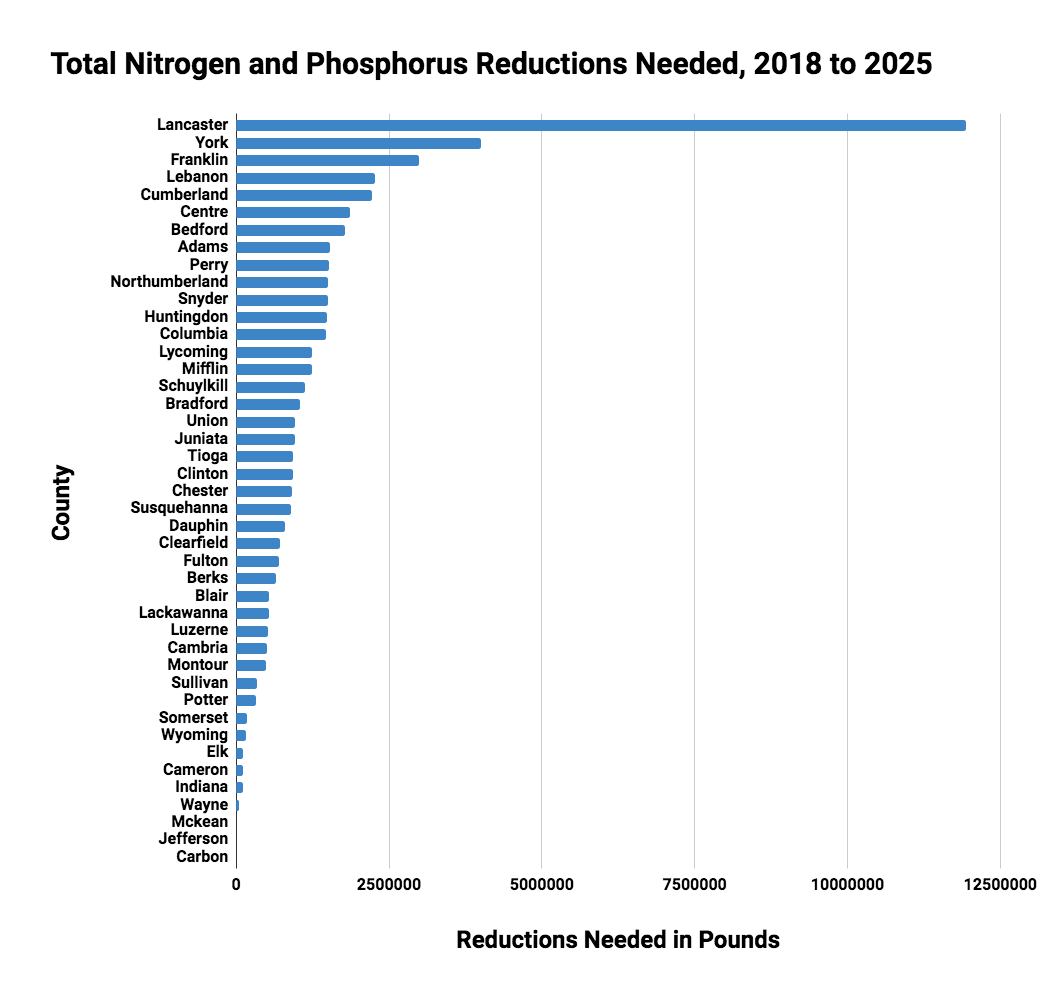 Total Nitrogen and Phosphorus Reductions Needed, 2018 to 2025
County
Lancaster
York
Franklin
Lebanon
Cumberland
Centre
Bedford
Adams
Perry
Northumberland
Snyder
Huntingdon
Columbia
Lycoming
Mifflin
Schuylkill
Bradford
Union
Juniata
Tioga
Clinton
Chester
Susquehanna
Dauphin
Clearfield
Fulton
Berks
Blair
Lackawanna
Luzerne
Cambria
Montour
Sullivan
Potter
Somerset
Wyoming
Elk
Cameron
Indiana
Wayne
Mckean
Jefferson
Carbon
0 2500000 5000000 7500000 10000000 12500000
Reductions Needed in Pounds